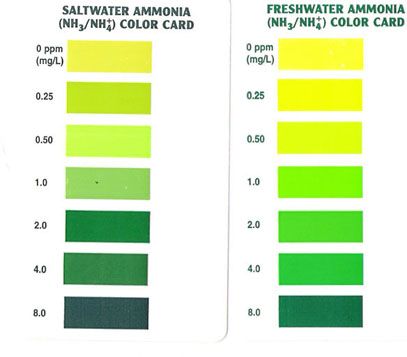 SALTWATER AMMONIA
(NH3/NH4+) COLOR CARD
0 ppm
(mg/L)
0.25
0.50
1.0
2.0
4.0
8.0
FRESHWATER AMMONIA
(NH3/NH4+) COLOR CARD
0 ppm
(mg/L)
0.25
0.50
1.0
2.0
4.0
8.0